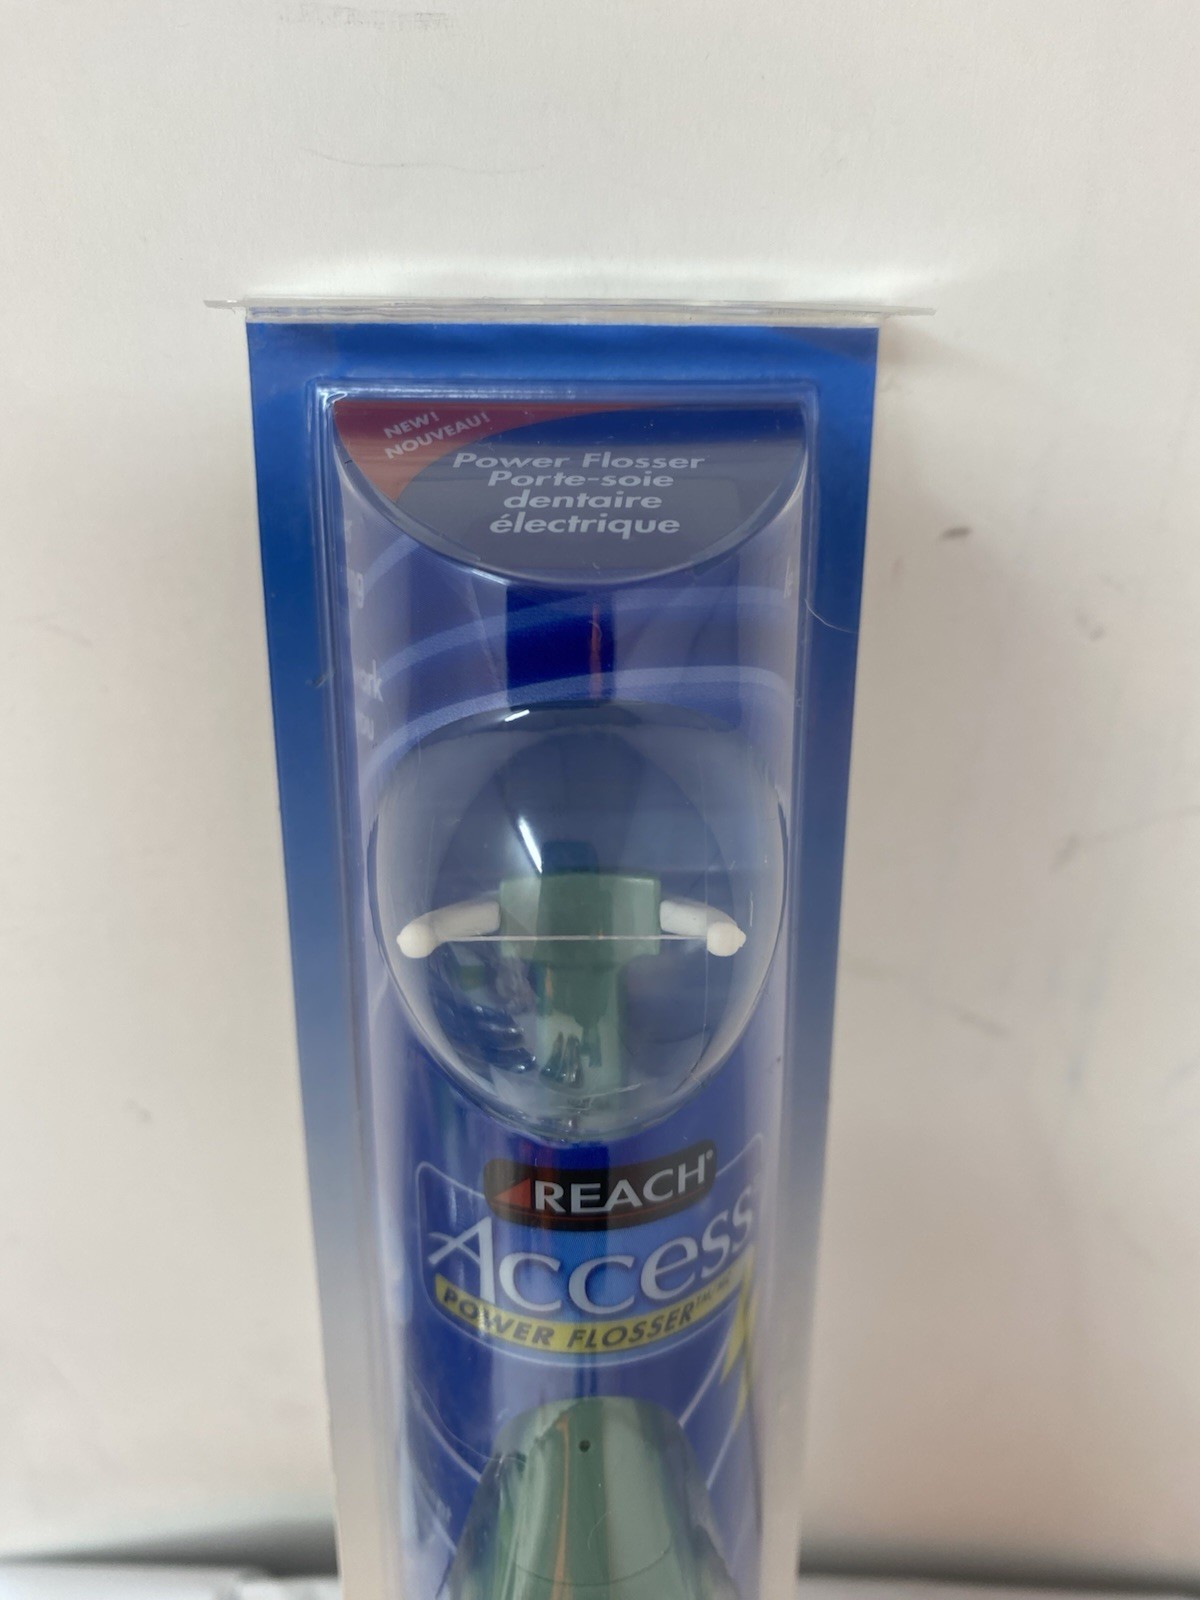 NEW!
NOUVEAU!
Power Flosser
Porte-soie
dentaire
électrique
REACH®
Access
POWER FLOSSER